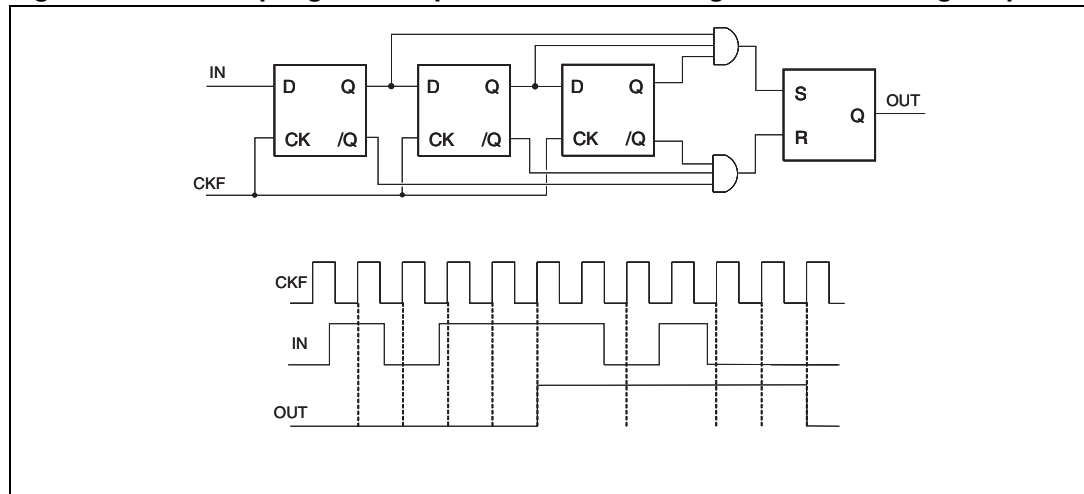 IN
D Q D Q D Q
CK /Q CK /Q CK /Q
CKF
S
R
Q
OUT
CKF
IN
OUT